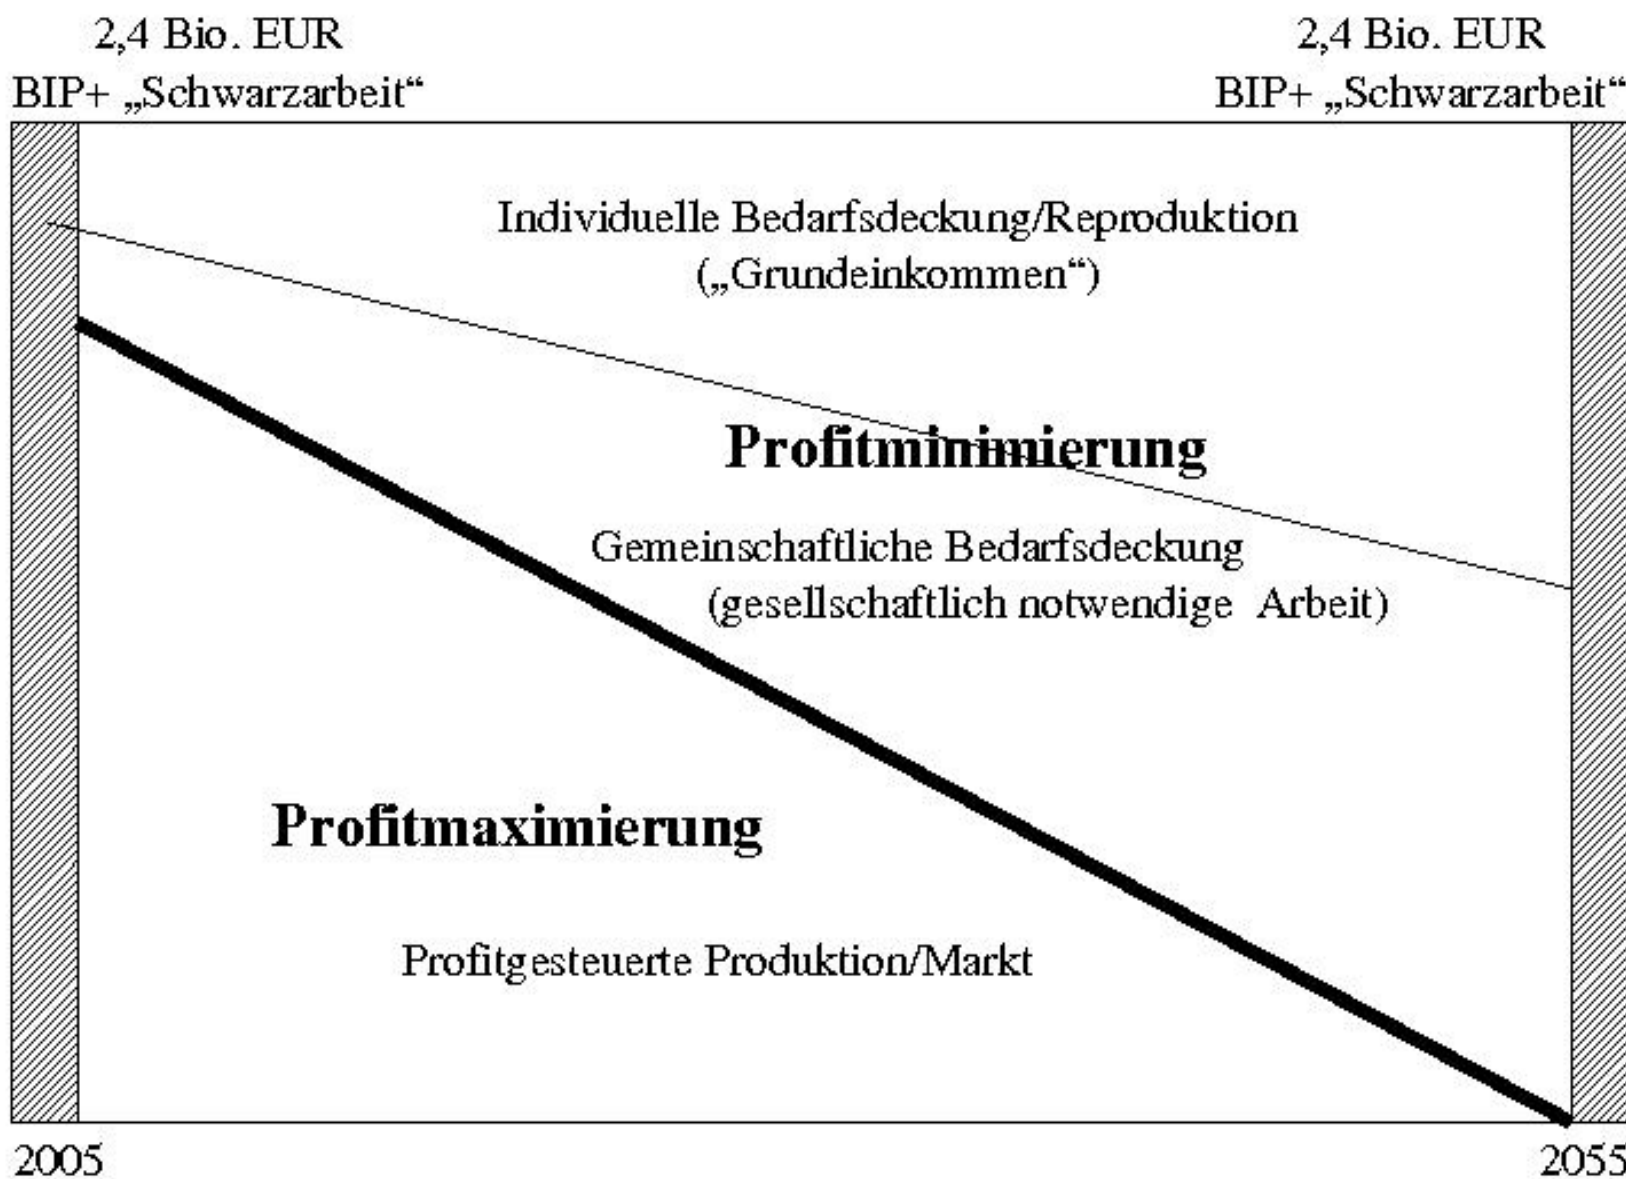 2,4 Bio. EUR
BIP+ „Schwarzarbeit“
2,4 Bio. EUR
BIP+ „Schwarzarbeit“
Individuelle Bedarfsdeckung/Reproduktion
(„Grundeinkommen“)
Profitminimierung
Gemeinschaftliche Bedarfsdeckung
(gesellschaftlich notwendige Arbeit)
Profitmaximierung
Profitgesteuerte Produktion/Markt
2005
2055